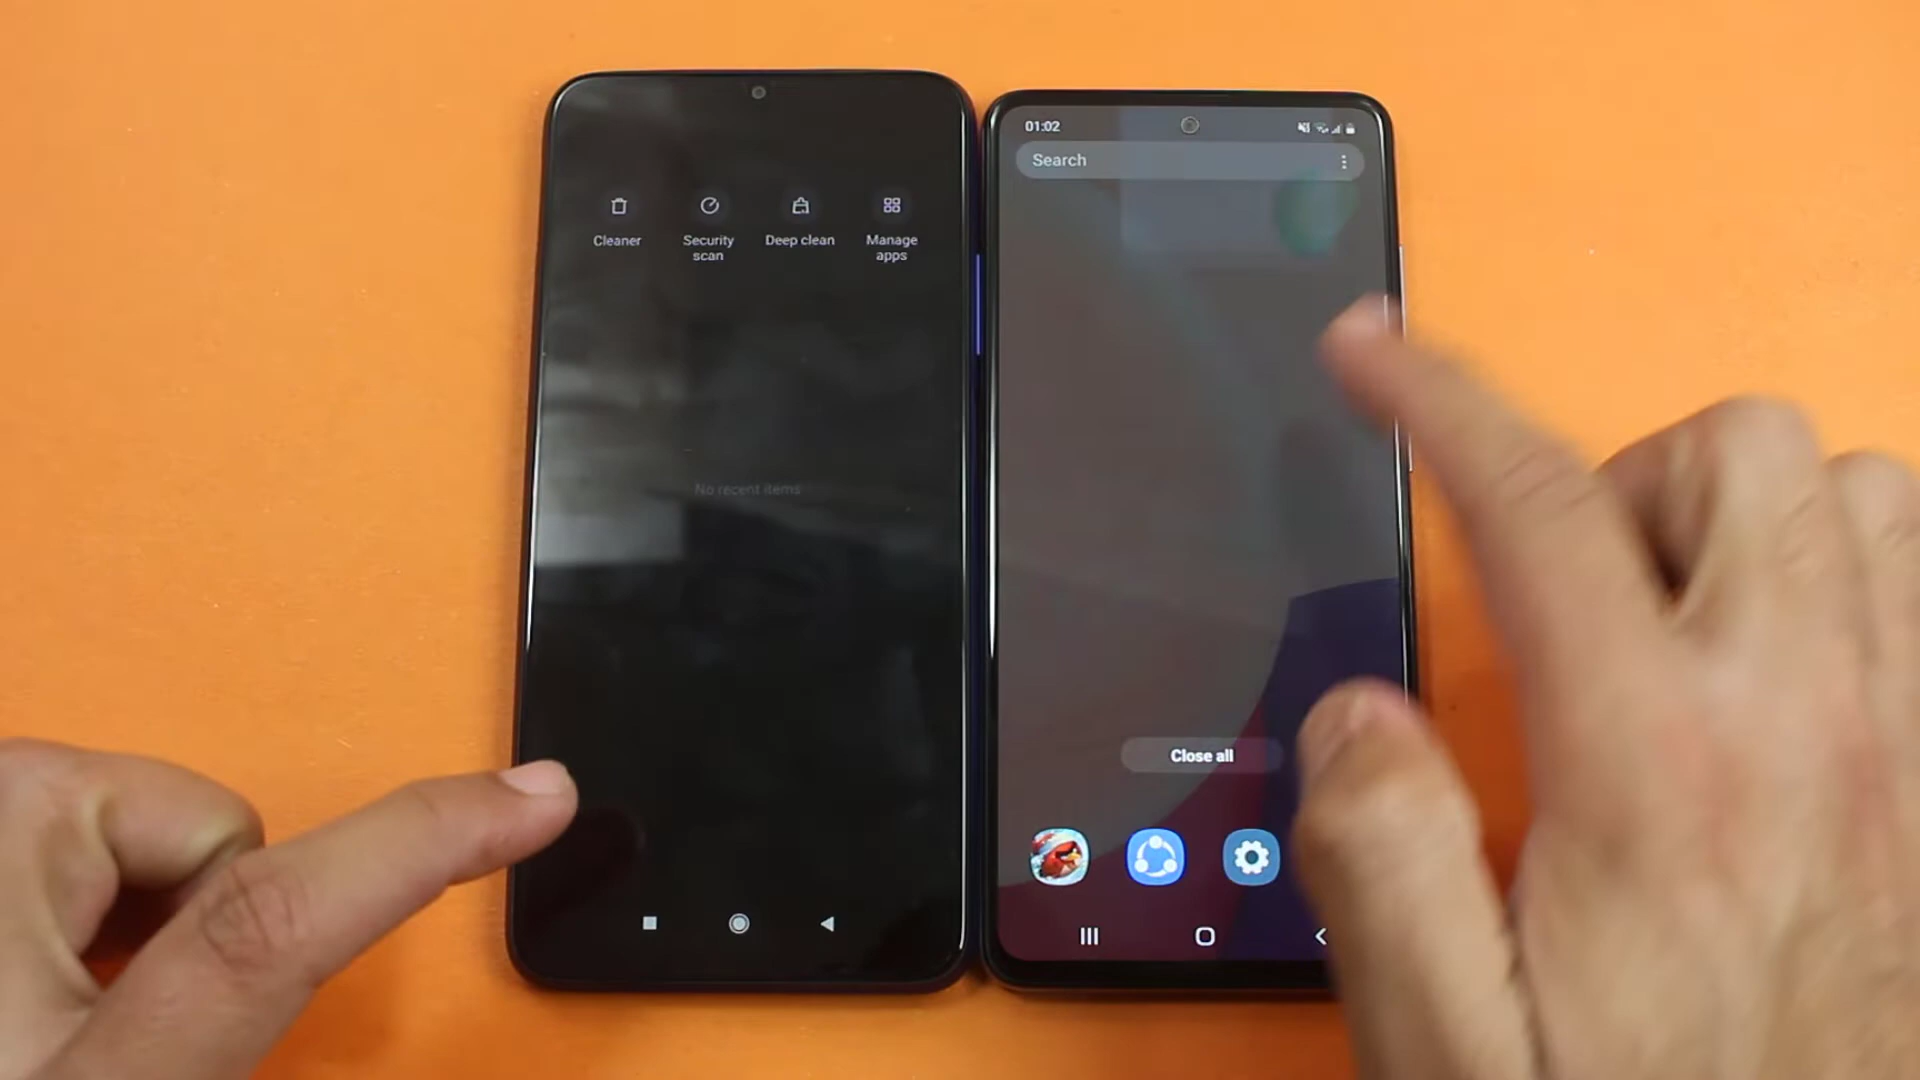 Cleaner
Security
scan
Deep clean
Manage
apps
No recent items
01:02
Search
Close all